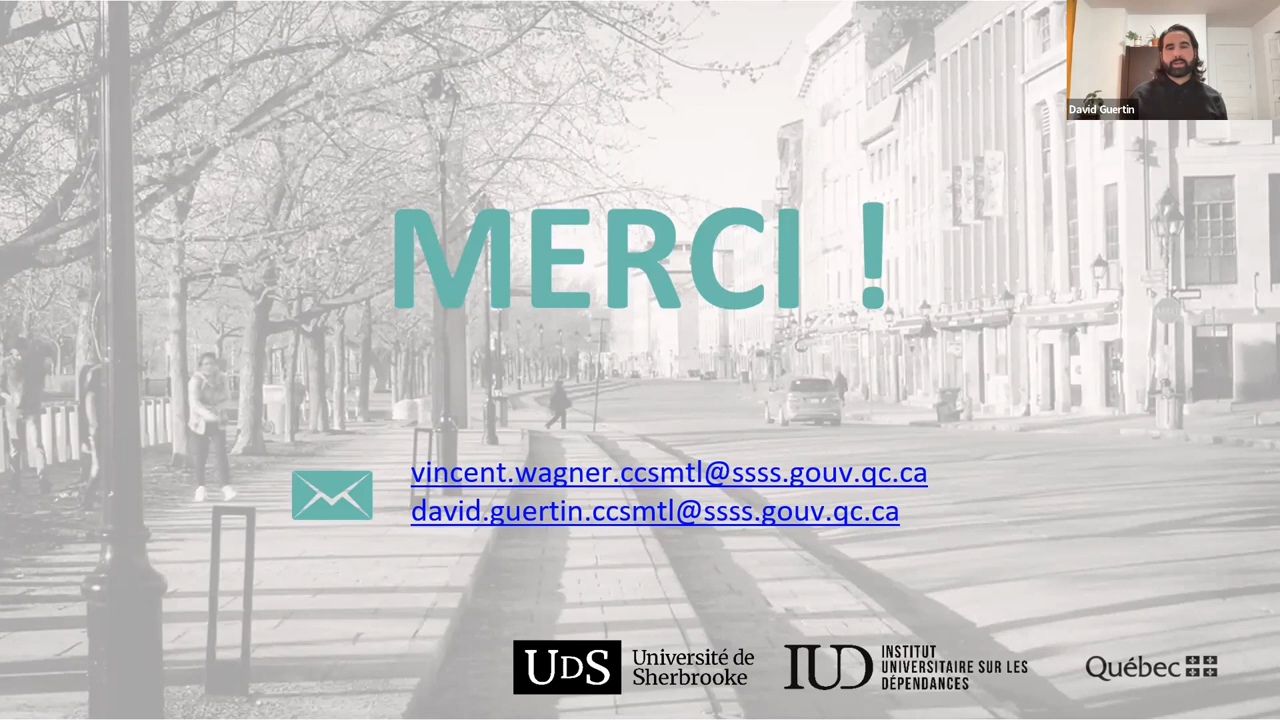 David Guertin
MERCI !
vincent.wagner.ccsmtl@ssss.gouv.qc.ca
david.guertin.ccsmtl@ssss.gouv.qc.ca
UDS Université de
Sherbrooke
IUD INSTITUT
UNIVERSITAIRE SUR LES
DÉPENDANCES
Québec